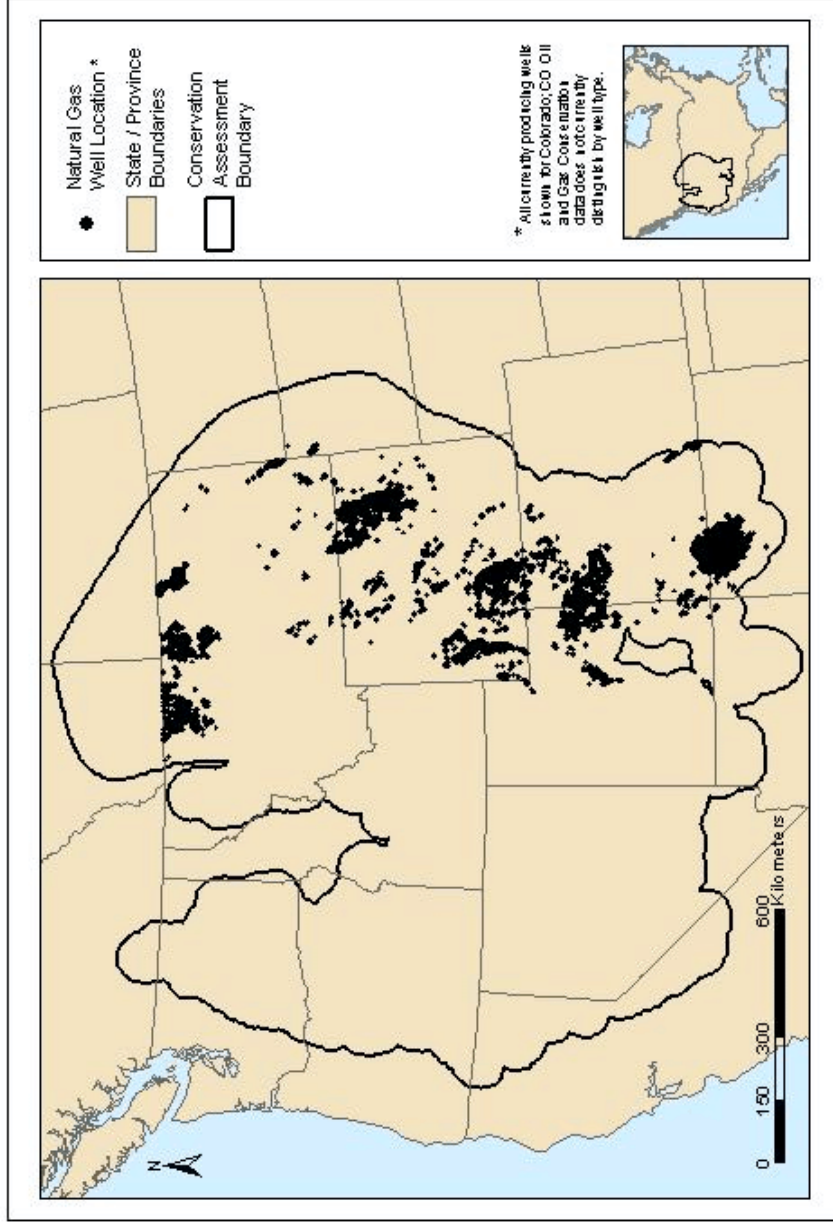 Natural Gas
Well Location *
State / Province
Boundaries
Conservation
Assessment
Boundary
* All currently producing wells
shown for Colorado; CO Oil
and Gas Conservation
data does not currently
distinguish by well type.
N
0 150 300 600
Kilometers